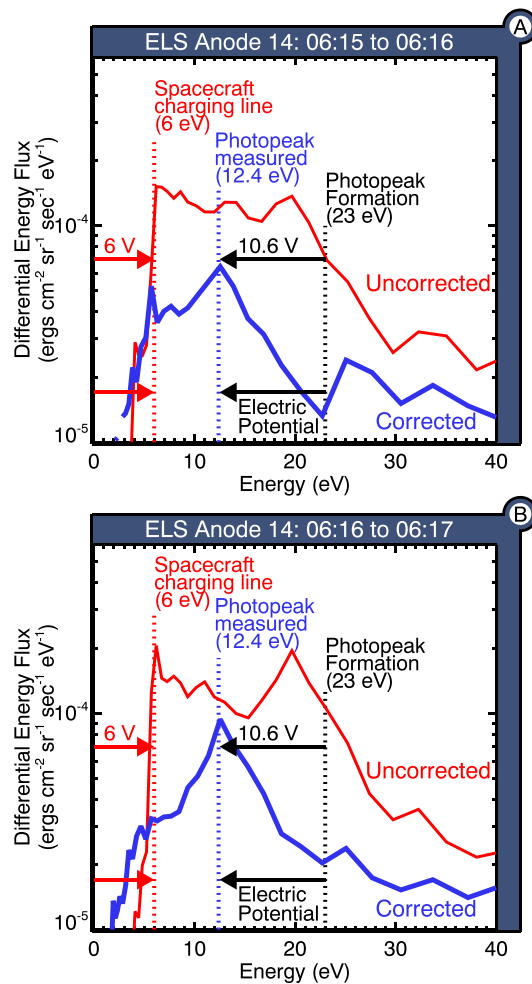 A
ELS Anode 14: 06:15 to 06:16
Spacecraft
charging line
(6 eV)
Photopeak
measured
(12.4 eV)
Photopeak
Formation
(23 eV)
10⁻⁴
6 V
10.6 V
Uncorrected
Differential Energy Flux
(ergs cm⁻² sr⁻¹ sec⁻¹ eV⁻¹)
Electric
Potential
Corrected
10⁻⁵
0 10 20 30 40
Energy (eV)
B
ELS Anode 14: 06:16 to 06:17
Spacecraft
charging line
(6 eV)
Photopeak
measured
(12.4 eV)
Photopeak
Formation
(23 eV)
10⁻⁴
6 V
10.6 V
Uncorrected
Differential Energy Flux
(ergs cm⁻² sr⁻¹ sec⁻¹ eV⁻¹)
Electric
Potential
Corrected
10⁻⁵
0 10 20 30 40
Energy (eV)